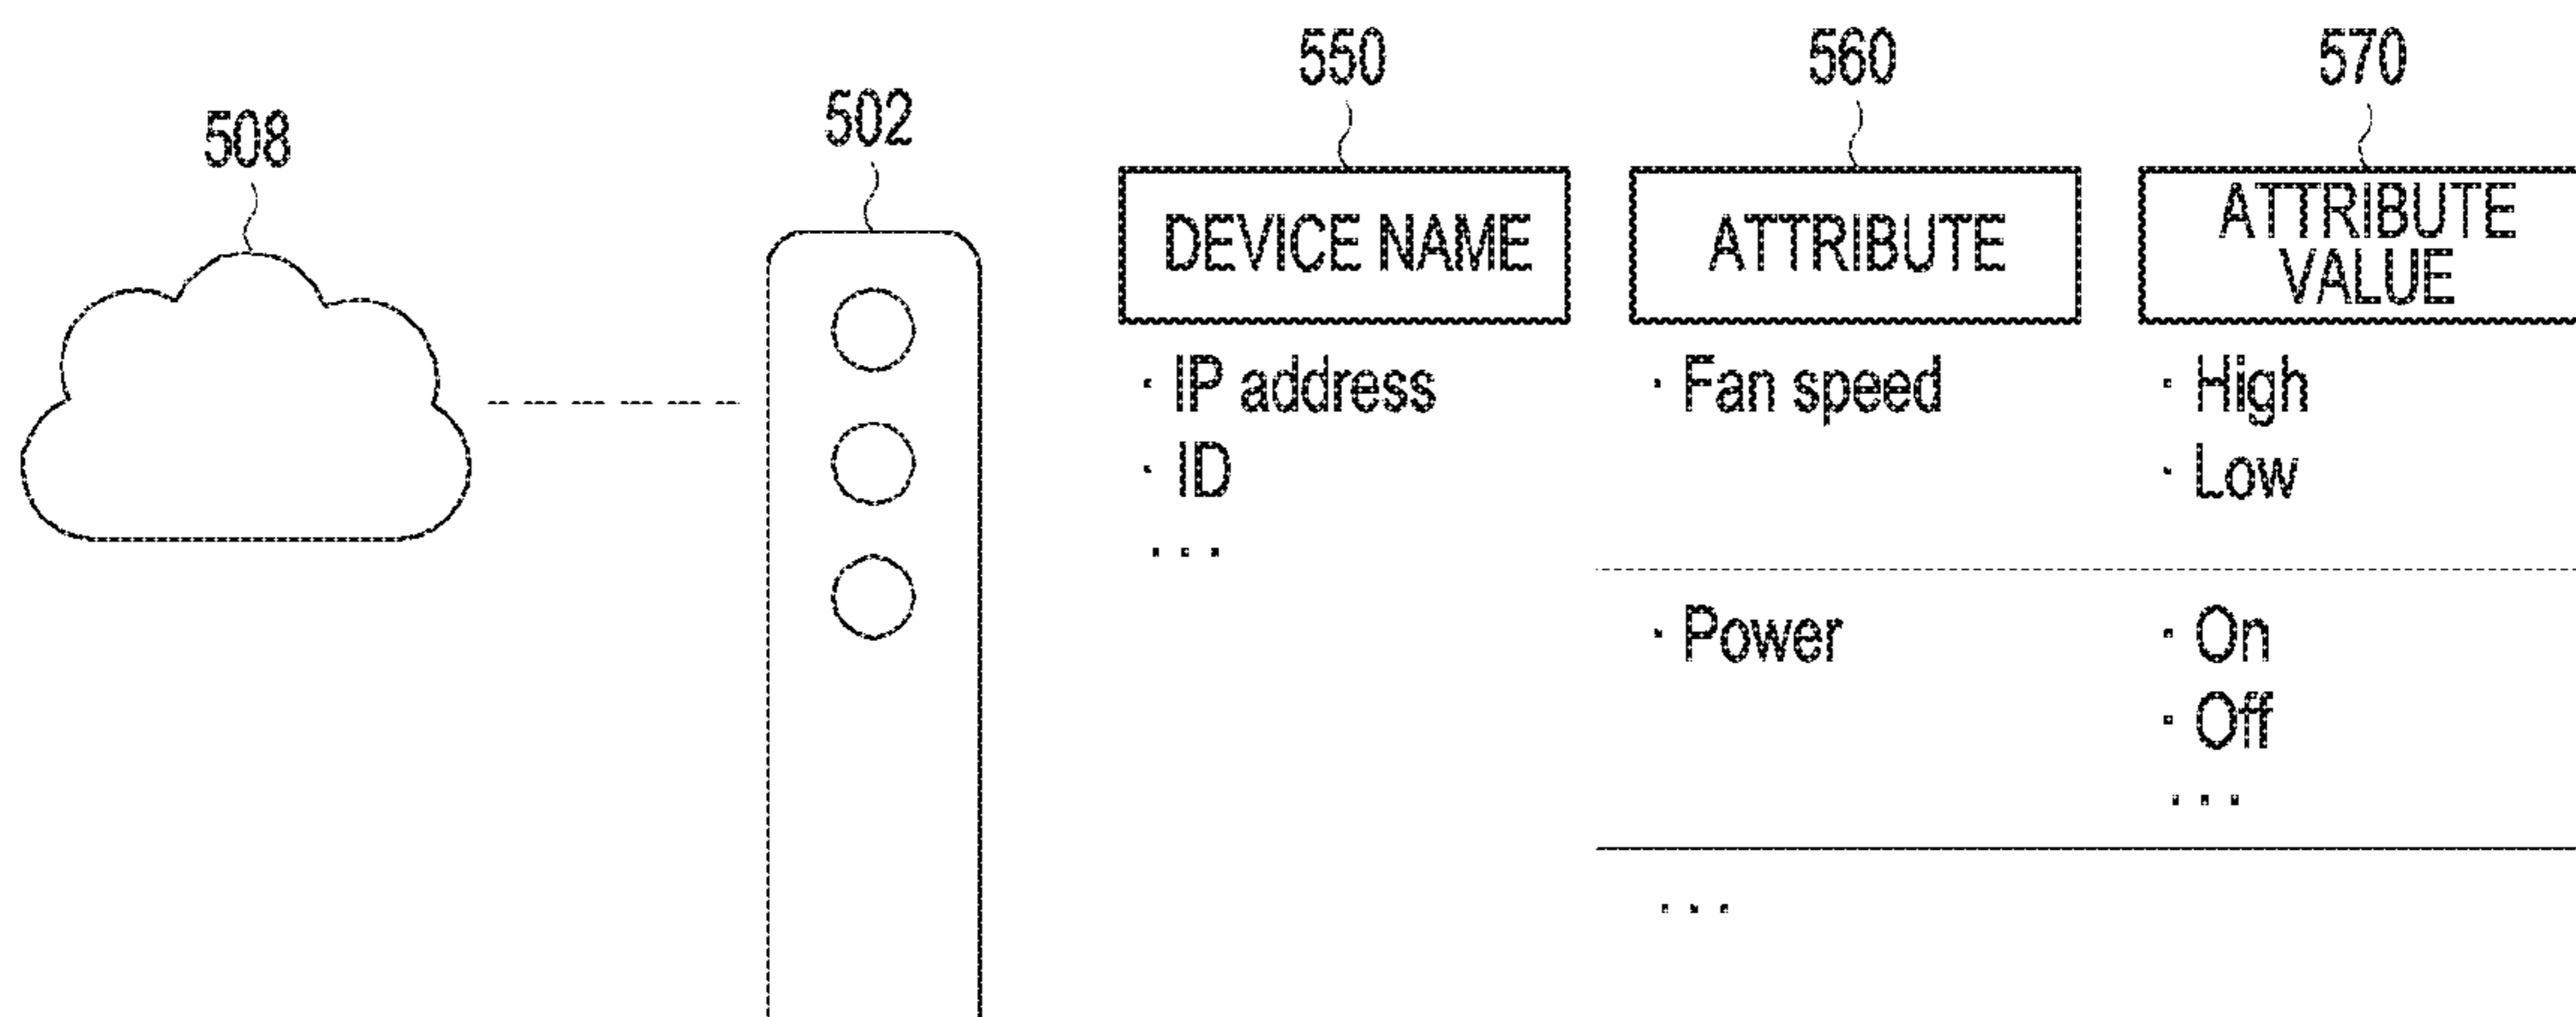 550 560 570
508 502
DEVICE NAME ATTRIBUTE ATTRIBUTE
VALUE
· IP address · Fan speed · High
· ID · Low
...
· Power · On
· Off
...
...